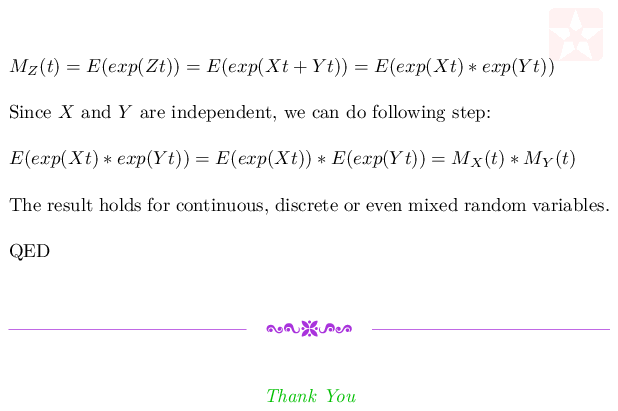 M_Z(t) = E(exp(Zt)) = E(exp(Xt + Yt)) = E(exp(Xt) * exp(Yt))
Since X and Y are independent, we can do following step:
E(exp(Xt) * exp(Yt)) = E(exp(Xt)) * E(exp(Yt)) = M_X(t) * M_Y(t)
The result holds for continuous, discrete or even mixed random variables.
QED
Thank You